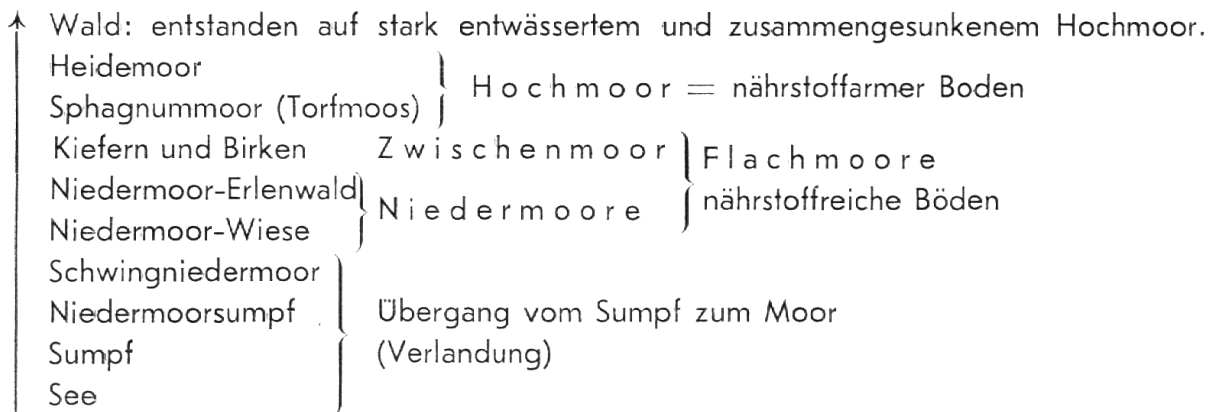 Wald: entstanden auf stark entwässertem und zusammengesunkenem Hochmoor.
Heidemoor
Sphagnummoor (Torfmoos)
Hochmoor = nährstoffarmer Boden
Kiefern und Birken
Zwischenmoor
Niedermoor-Erlenwald
Niedermoor-Wiese
Niedermoore
Flachmoore
nährstoffreiche Böden
Schwingniedermoor
Niedermoorsumpf
Sumpf
See
Übergang vom Sumpf zum Moor
(Verlandung)